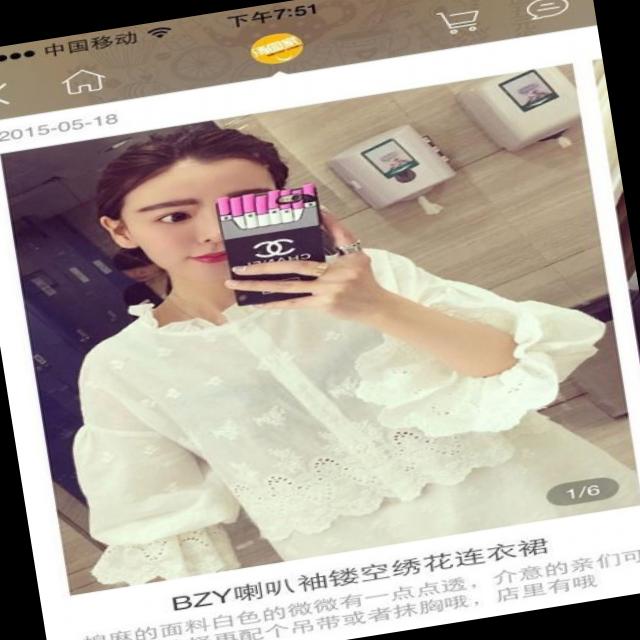 中国移动
下午7:51
2015-05-18
CHANEL
1/6
BZY喇叭袖镂空绣花连衣裙
棉麻的面料白色的微微有一点点透，介意的亲们可
再配个吊带或者抹胸哦，店里有哦